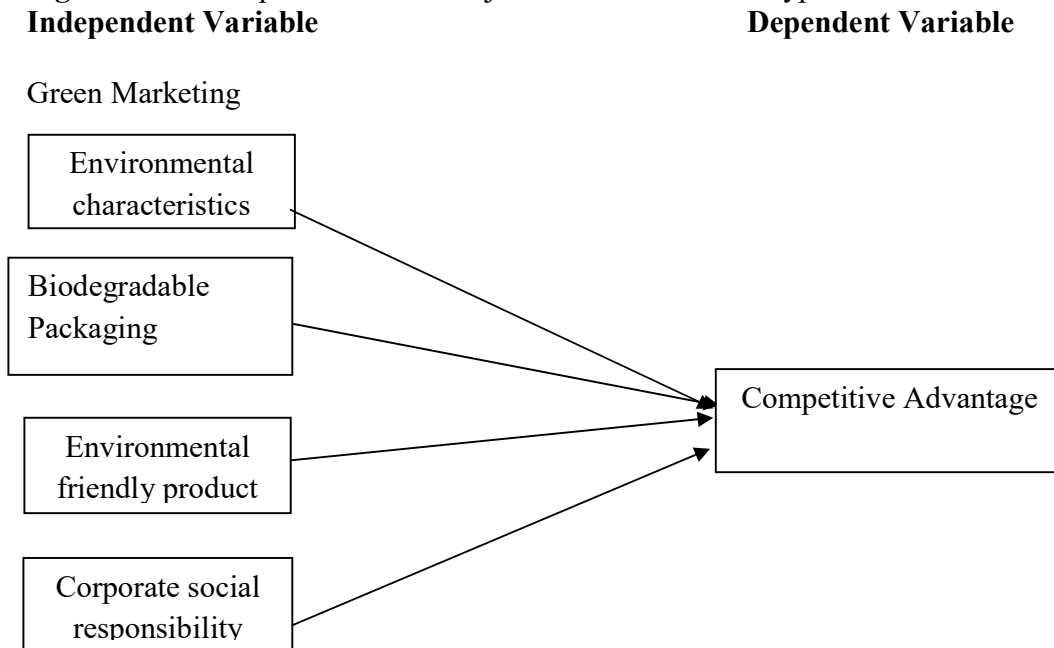 Independent Variable
Dependent Variable
Green Marketing
Environmental
characteristics
Biodegradable
Packaging
Environmental
friendly product
Corporate social
responsibility
Competitive Advantage